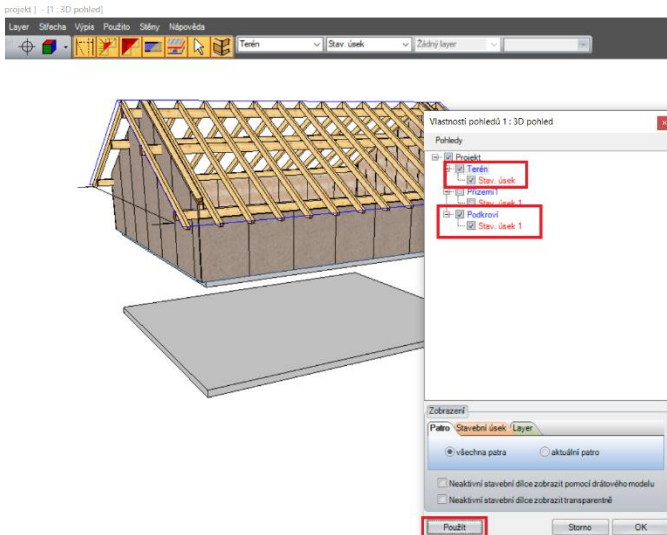 projekt ] - [1 : 3D pohled]
Layer Střecha Výpis Použito Stěny Nápověda
Terén Stav. úsek Žádný layer
Vlastnosti pohledů 1 : 3D pohled
Pohledy
Projekt
Terén
Stav. úsek
Přízemí1
Stav. úsek 1
Podkroví
Stav. úsek 1
Zobrazení
Patro Stavební úsek Layer
všechna patra aktuální patro
Neaktivní stavební dílce zobrazit pomocí drátového modelu
Neaktivní stavební dílce zobrazit transparentně
Použít Storno OK